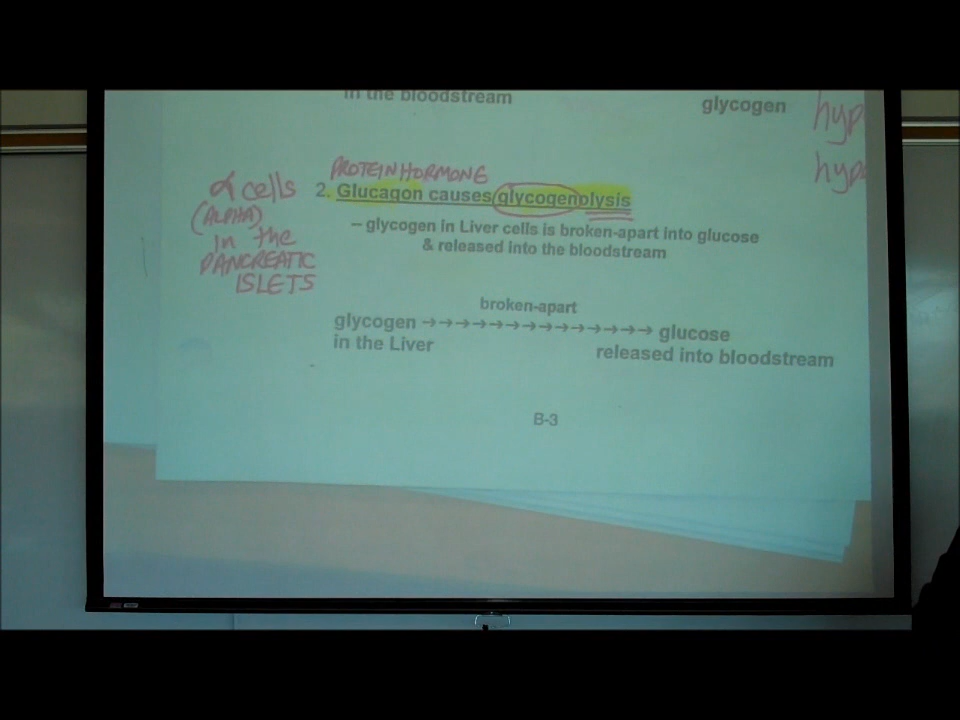 in the bloodstream
glycogen
hyp
hyp
PROTEIN HORMONE
2. Glucagon causes glycogenolysis
– glycogen in Liver cells is broken-apart into glucose
& released into the bloodstream
α cells
(ALPHA)
in the
PANCREATIC
ISLETS
broken-apart
glycogen →→→→→→→→→→→→→→ glucose
in the Liver
released into bloodstream
B-3